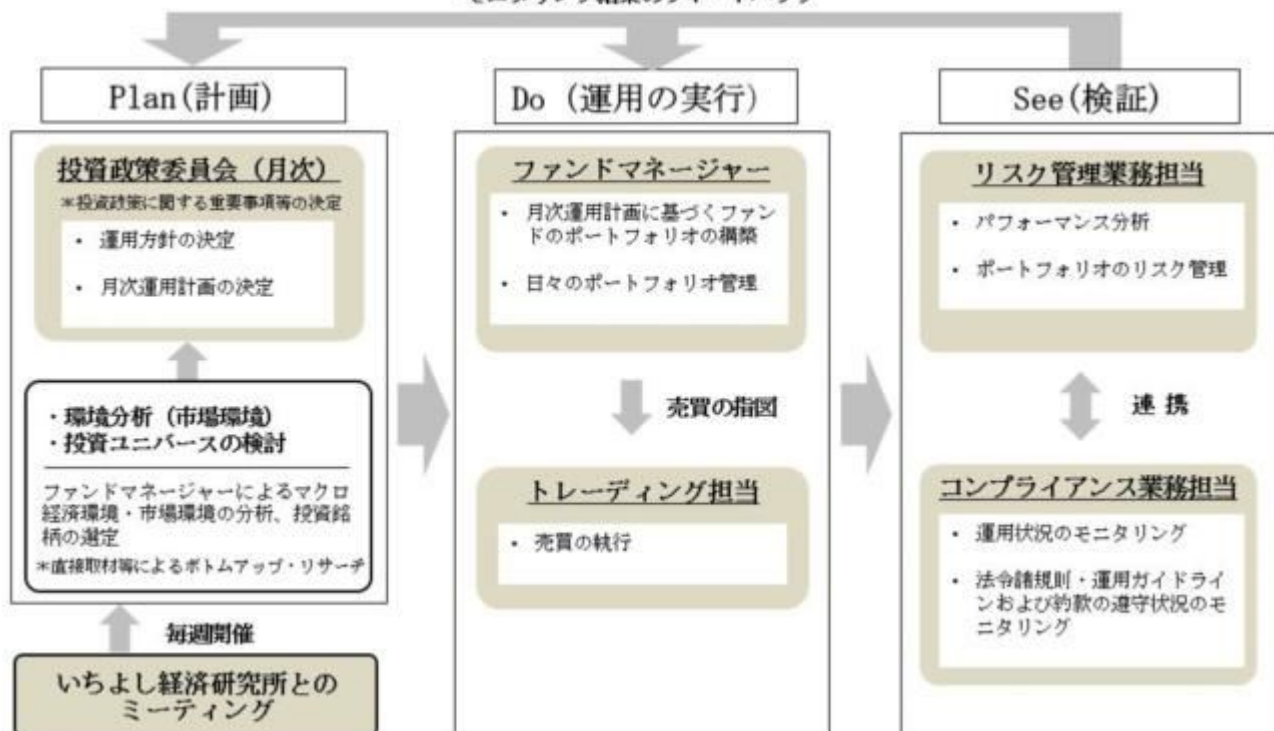 Plan(計画)
投資政策委員会（月次）
＊投資政策に関する重要事項等の決定
・ 運用方針の決定
・ 月次運用計画の決定
・環境分析（市場環境）
・投資ユニバースの検討
ファンドマネージャーによるマクロ
経済環境・市場環境の分析、投資銘
柄の選定
＊直接取材等によるボトムアップ・リサーチ
毎週開催
いちよし経済研究所との
ミーティング
Do（運用の実行）
ファンドマネージャー
・ 月次運用計画に基づくファン
ドのポートフォリオの構築
・ 日々のポートフォリオ管理
売買の指図
トレーディング担当
・ 売買の執行
See(検証)
リスク管理業務担当
・ パフォーマンス分析
・ ポートフォリオのリスク管理
連 携
コンプライアンス業務担当
・ 運用状況のモニタリング
・ 法令諸規則・運用ガイドライ
ンおよび約款の遵守状況のモ
ニタリング